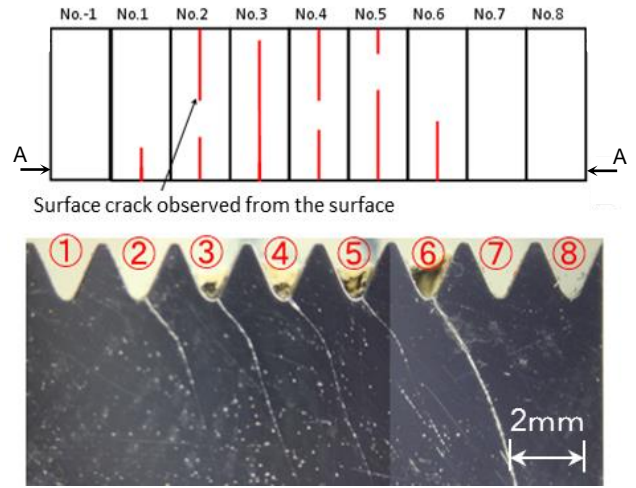 No.-1 No.1 No.2 No.3 No.4 No.5 No.6 No.7 No.8
A A
Surface crack observed from the surface
① ② ③ ④ ⑤ ⑥ ⑦ ⑧
2mm